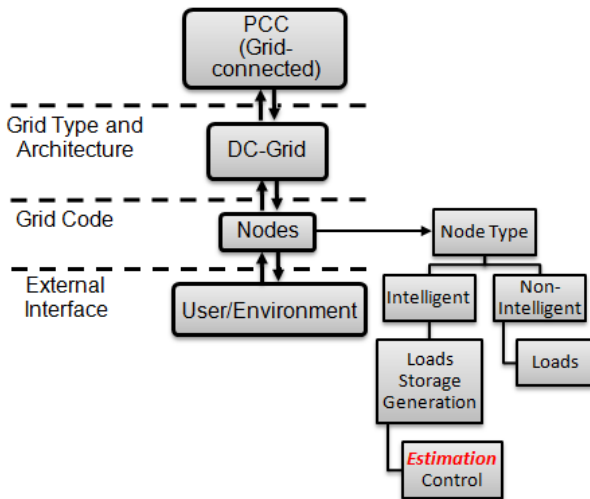 PCC
(Grid-
connected)
Grid Type and
Architecture
DC-Grid
Grid Code
Nodes
Node Type
External
Interface
User/Environment
Intelligent
Non-
Intelligent
Loads
Storage
Generation
Loads
Estimation
Control